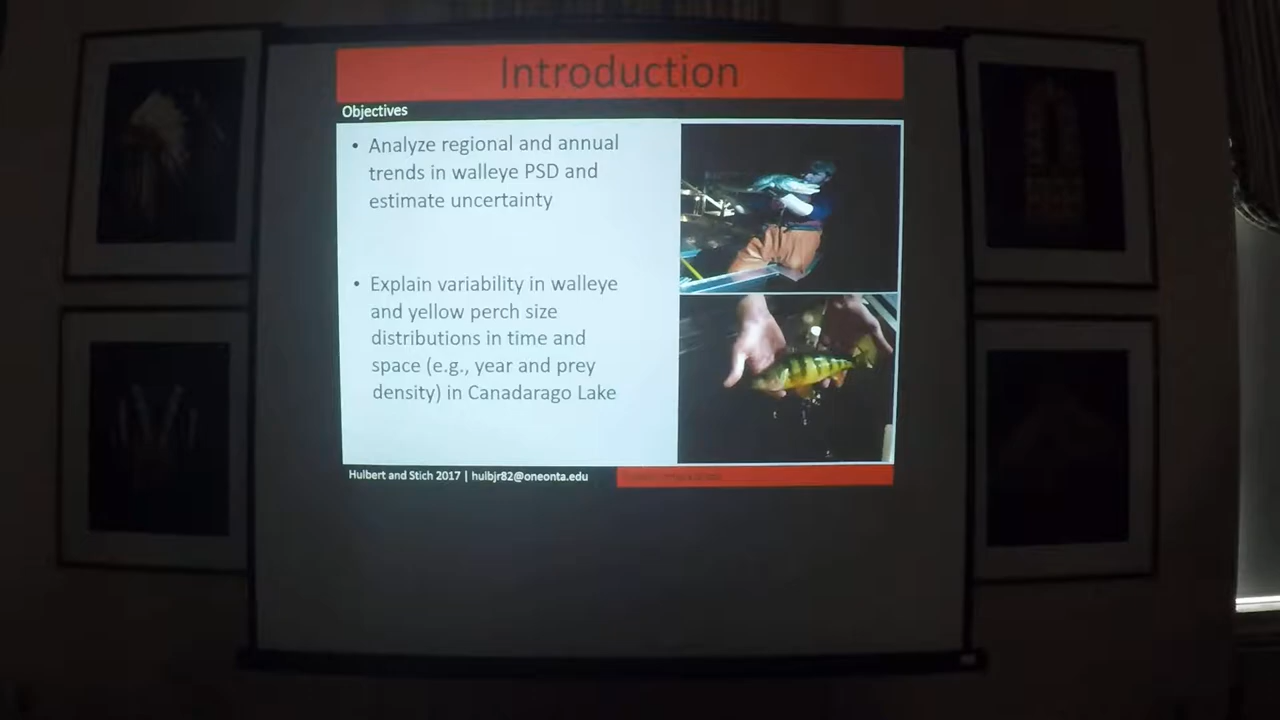 Introduction
Objectives
• Analyze regional and annual
trends in walleye PSD and
estimate uncertainty
• Explain variability in walleye
and yellow perch size
distributions in time and
space (e.g., year and prey
density) in Canadarago Lake
Hulbert and Stich 2017 | hulbjr82@oneonta.edu